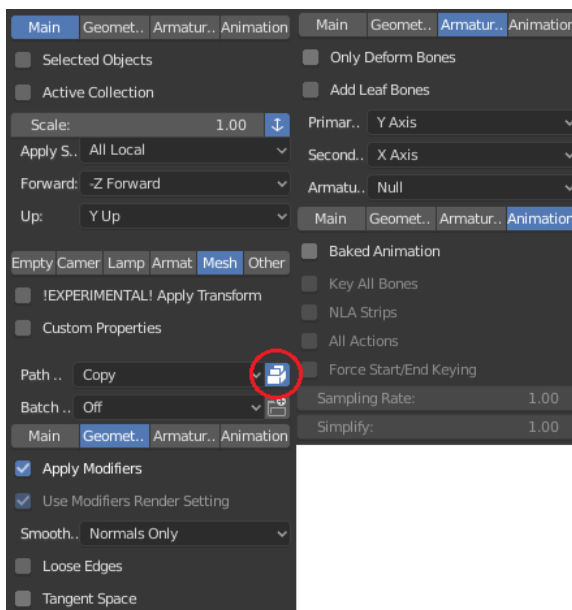 Main Geomet.. Armatur.. Animation
Selected Objects
Active Collection
Scale: 1.00
Apply S.. All Local
Forward: -Z Forward
Up: Y Up
Empty Camer Lamp Armat Mesh Other
!EXPERIMENTAL! Apply Transform
Custom Properties
Path .. Copy
Batch .. Off
Main Geomet.. Armatur.. Animation
Apply Modifiers
Use Modifiers Render Setting
Smooth.. Normals Only
Loose Edges
Tangent Space
Main Geomet.. Armatur.. Animation
Only Deform Bones
Add Leaf Bones
Primar.. Y Axis
Second.. X Axis
Armatu.. Null
Main Geomet.. Armatur.. Animation
Baked Animation
Key All Bones
NLA Strips
All Actions
Force Start/End Keying
Sampling Rate: 1.00
Simplify: 1.00